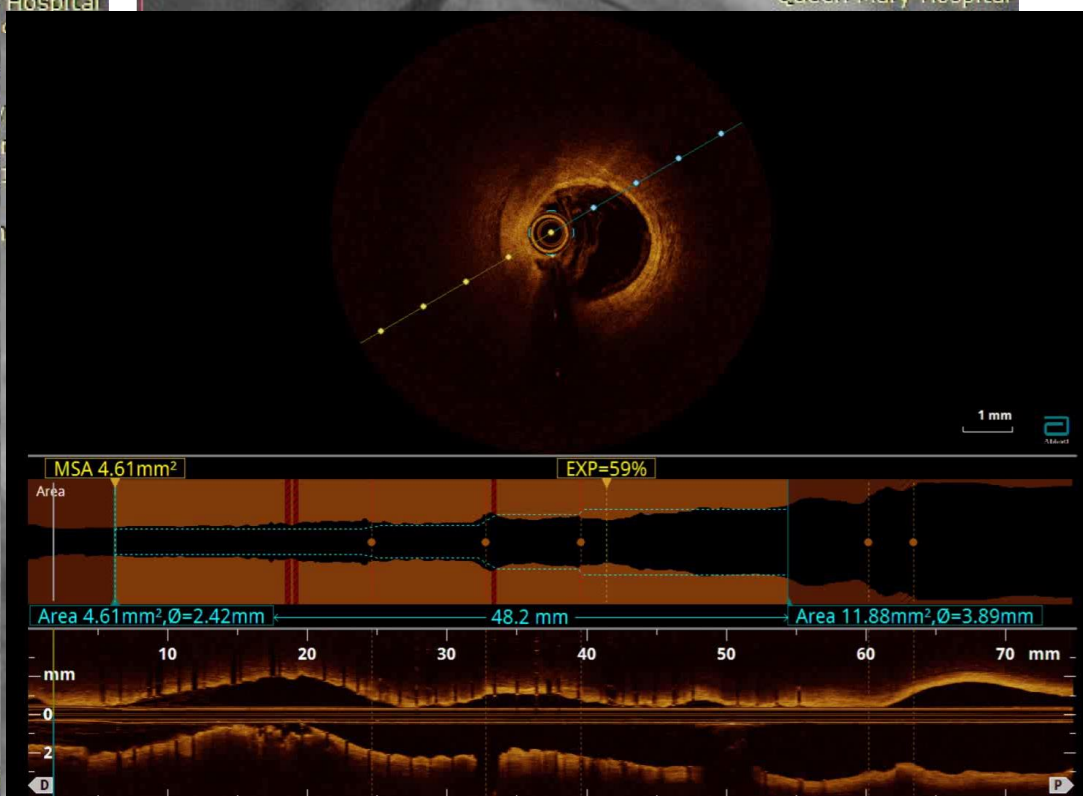 Hospital
Queen Mary Hospital
1 mm
Abbott
MSA 4.61mm²
EXP=59%
Area
Area 4.61mm²,Ø=2.42mm
48.2 mm
Area 11.88mm²,Ø=3.89mm
10 20 30 40 50 60 70 mm
mm
0
2
D
P